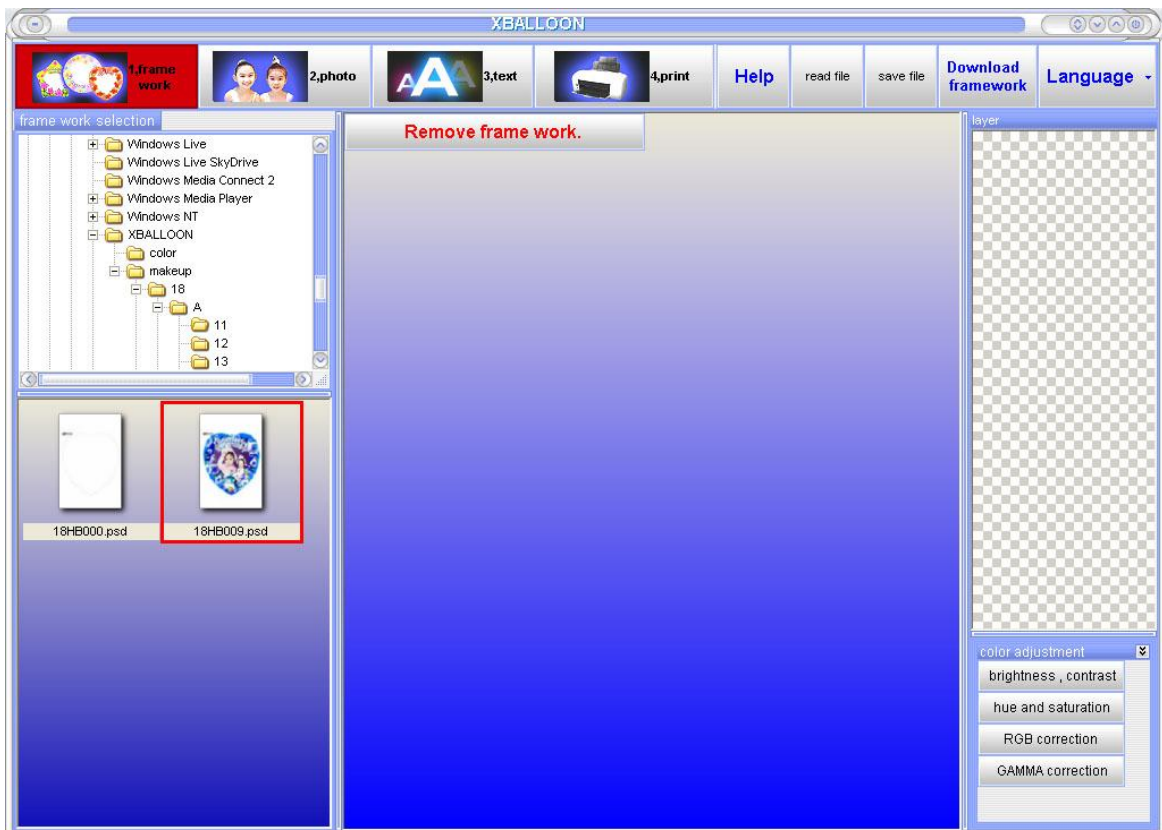 XBALLOON
1,frame
work
2,photo
3,text
4,print
Help
read file
save file
Download
framework
Language
frame work selection
Windows Live
Windows Live SkyDrive
Windows Media Connect 2
Windows Media Player
Windows NT
XBALLOON
color
makeup
18
A
11
12
13
18HB000.psd
18HB009.psd
Remove frame work.
layer
color adjustment
brightness , contrast
hue and saturation
RGB correction
GAMMA correction